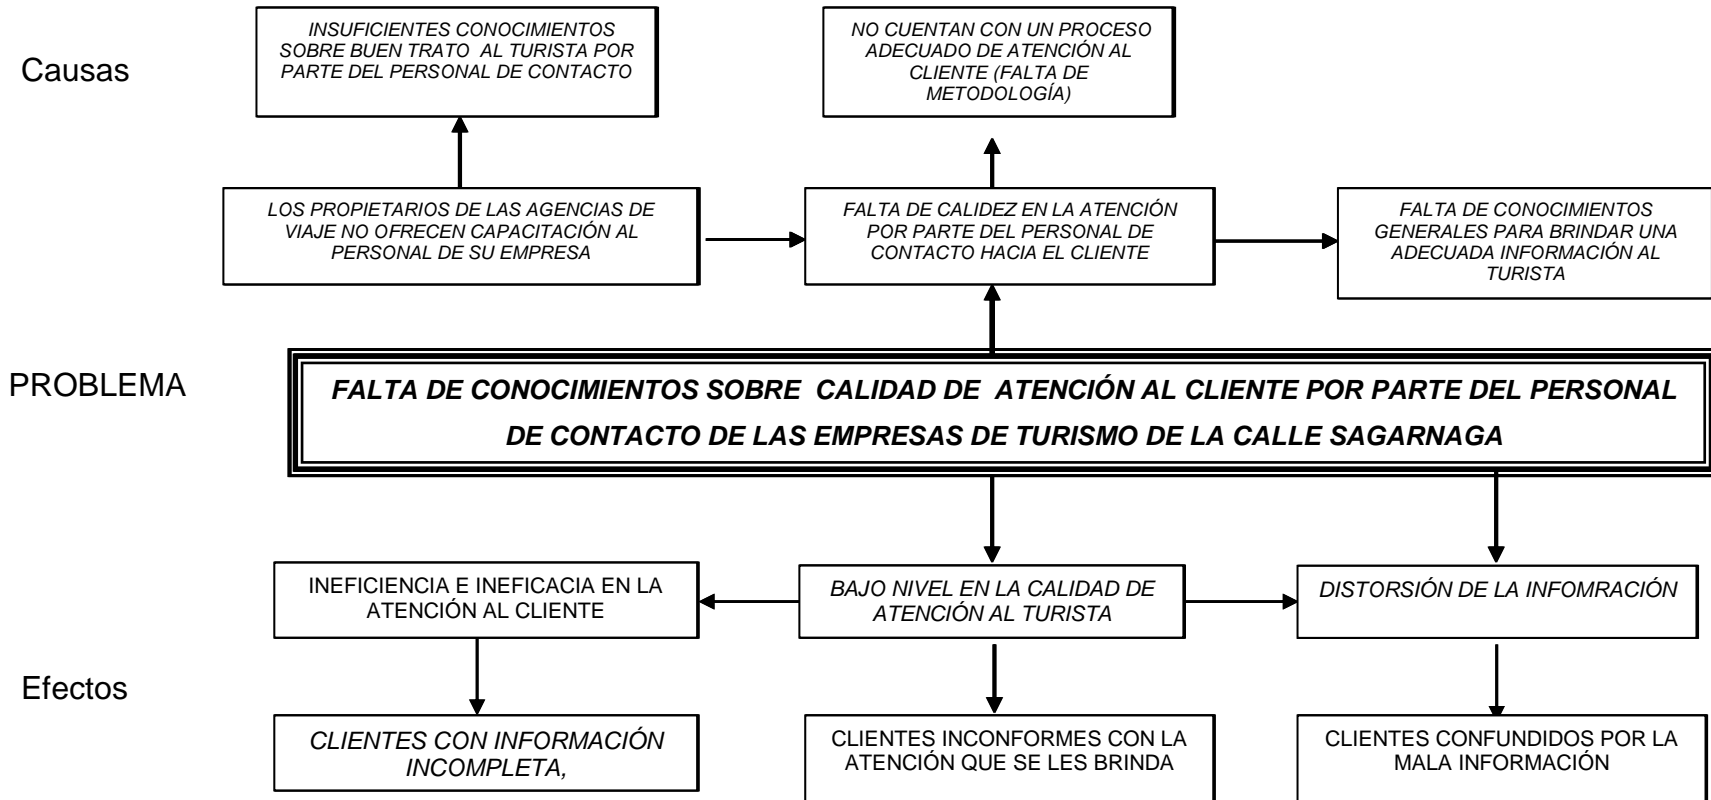 INSUFICIENTES CONOCIMIENTOS
SOBRE BUEN TRATO AL TURISTA POR
PARTE DEL PERSONAL DE CONTACTO
NO CUENTAN CON UN PROCESO
ADECUADO DE ATENCIÓN AL
CLIENTE (FALTA DE
METODOLOGÍA)
Causas
LOS PROPIETARIOS DE LAS AGENCIAS DE
VIAJE NO OFRECEN CAPACITACIÓN AL
PERSONAL DE SU EMPRESA
FALTA DE CALIDEZ EN LA ATENCIÓN
POR PARTE DEL PERSONAL DE
CONTACTO HACIA EL CLIENTE
FALTA DE CONOCIMIENTOS
GENERALES PARA BRINDAR UNA
ADECUADA INFORMACIÓN AL
TURISTA
PROBLEMA
FALTA DE CONOCIMIENTOS SOBRE CALIDAD DE ATENCIÓN AL CLIENTE POR PARTE DEL PERSONAL
DE CONTACTO DE LAS EMPRESAS DE TURISMO DE LA CALLE SAGARNAGA
INEFICIENCIA E INEFICACIA EN LA
ATENCIÓN AL CLIENTE
BAJO NIVEL EN LA CALIDAD DE
ATENCIÓN AL TURISTA
DISTORSIÓN DE LA INFOMRACIÓN
Efectos
CLIENTES CON INFORMACIÓN
INCOMPLETA,
CLIENTES INCONFORMES CON LA
ATENCIÓN QUE SE LES BRINDA
CLIENTES CONFUNDIDOS POR LA
MALA INFORMACIÓN